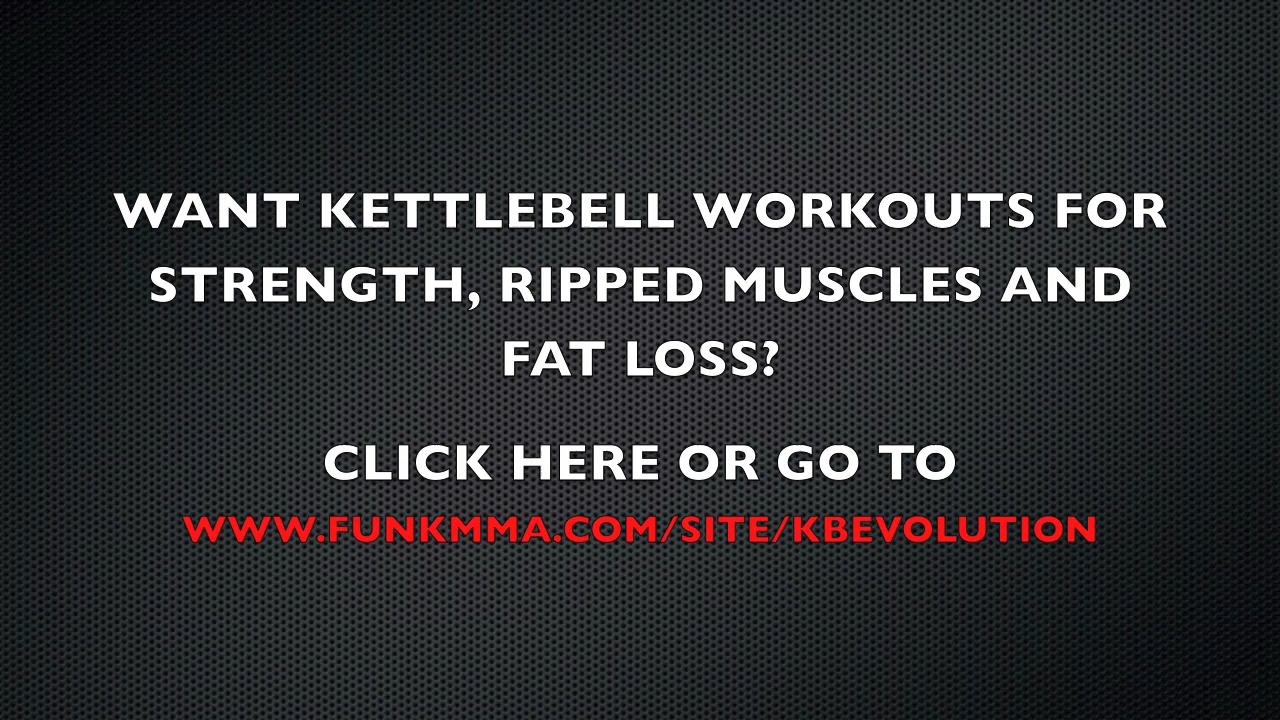 WANT KETTLEBELL WORKOUTS FOR
STRENGTH, RIPPED MUSCLES AND
FAT LOSS?
CLICK HERE OR GO TO
WWW.FUNKMMA.COM/SITE/KBEVOLUTION